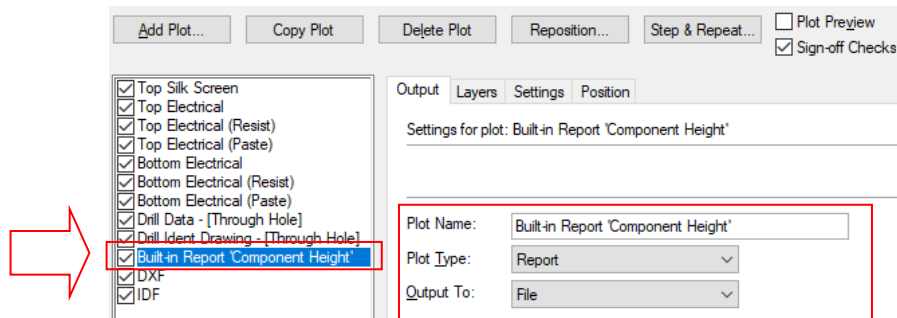 Add Plot... Copy Plot Delete Plot Reposition... Step & Repeat... Plot Preview
Sign-off Checks
Top Silk Screen
Top Electrical
Top Electrical (Resist)
Top Electrical (Paste)
Bottom Electrical
Bottom Electrical (Resist)
Bottom Electrical (Paste)
Drill Data - [Through Hole]
Drill Ident Drawing - [Through Hole]
Built-in Report 'Component Height'
DXF
IDF
Output Layers Settings Position
Settings for plot: Built-in Report 'Component Height'
Plot Name: Built-in Report 'Component Height'
Plot Type: Report
Output To: File